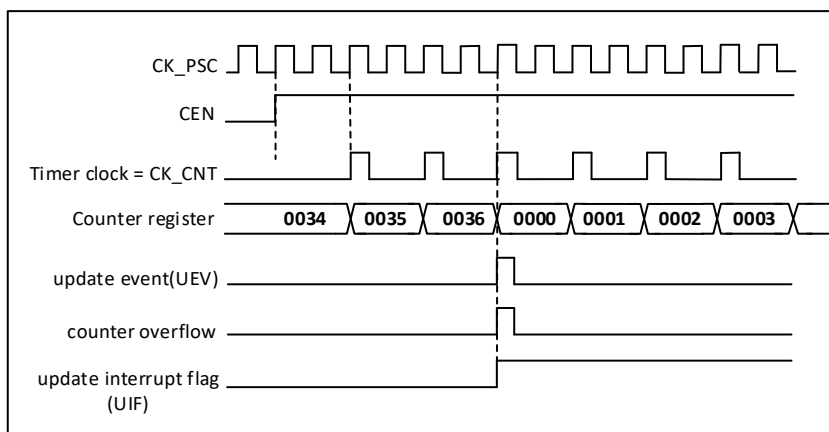 CK_PSC
CEN
Timer clock = CK_CNT
Counter register 0034 0035 0036 0000 0001 0002 0003
update event(UEV)
counter overflow
update interrupt flag
(UIF)